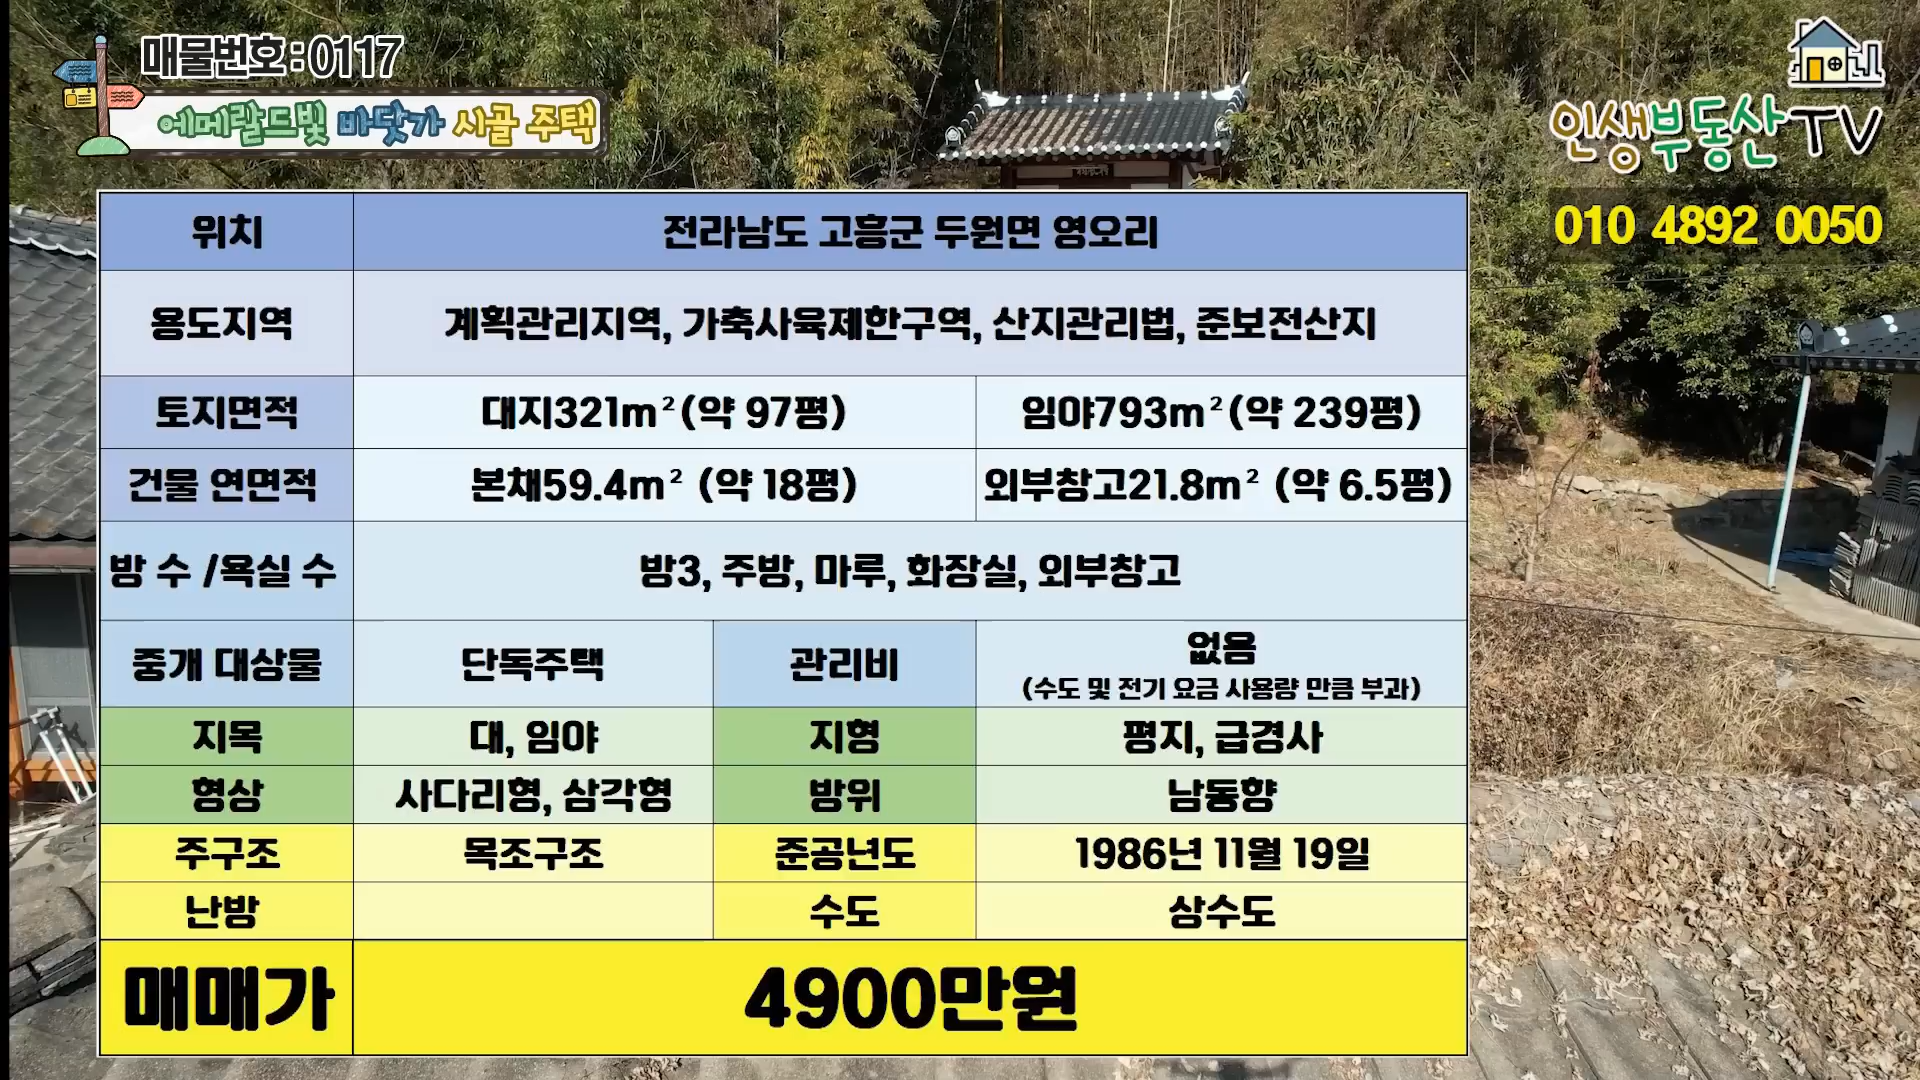 매물번호 : 0117
에메랄드빛 바닷가 시골 주택
인생부동산TV
010 4892 0050
위치 전라남도 고흥군 두원면 영오리
용도지역 계획관리지역, 가축사육제한구역, 산지관리법, 준보전산지
토지면적 대지321m²(약 97평) 임야793m²(약 239평)
건물 연면적 본채59.4m² (약 18평) 외부창고21.8m² (약 6.5평)
방 수 /욕실 수 방3, 주방, 마루, 화장실, 외부창고
중개 대상물 단독주택 관리비 없음
(수도 및 전기 요금 사용량 만큼 부과)
지목 대, 임야 지형 평지, 급경사
형상 사다리형, 삼각형 방위 남동향
주구조 목조구조 준공년도 1986년 11월 19일
난방 수도 상수도
매매가 4900만원